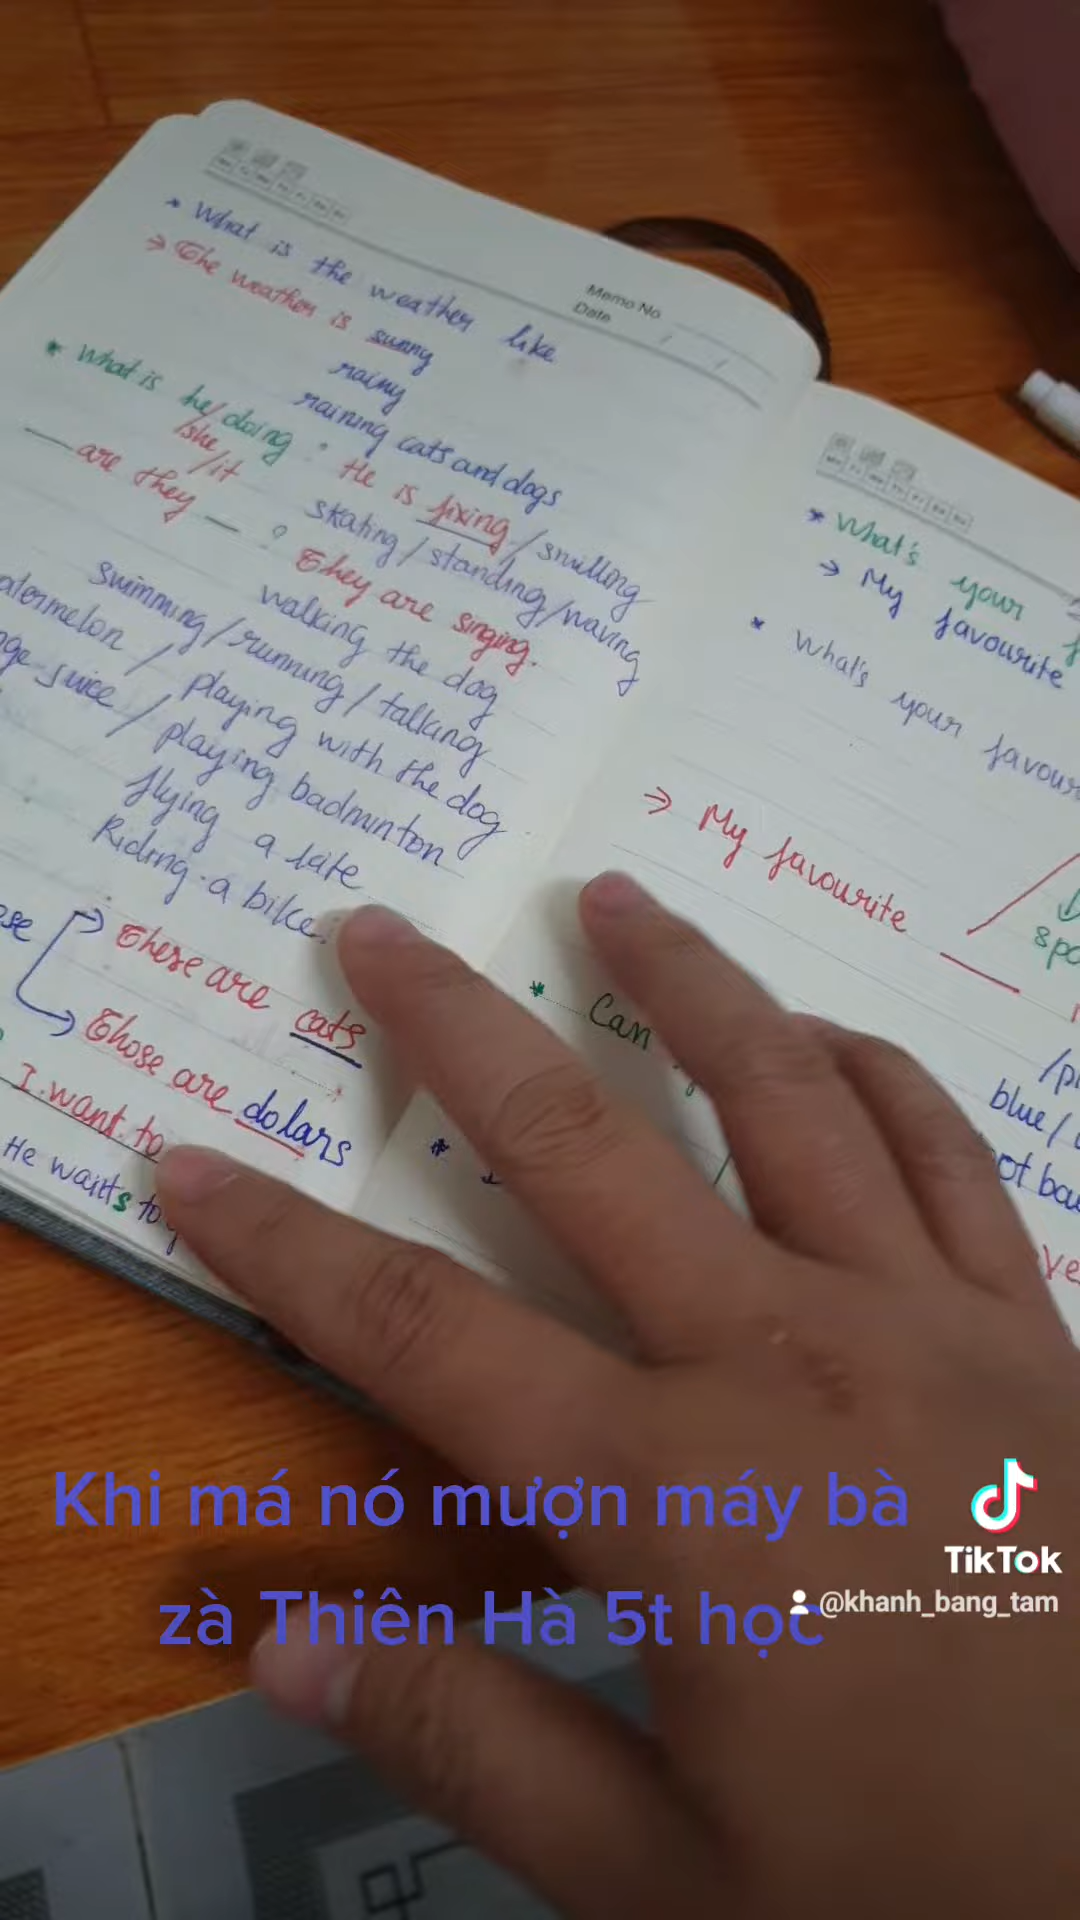 Memo No
Date
* What is the weather like
→ The weather is sunny
rainy
raining cats and dogs
* What is he/doing : He is fixing/smilling
/she
/it
skating/standing/waving
— are they — : They are singing.
walking the dog
swimming/running/talking
/ playing with the dog
juice / playing badminton
flying a kite
Riding a bike.
→ These are cats
→ Those are dolars
I want to
He wants to
* What's your
→ My favourite
* What's your
→ My favourite
* Can
blue/
Khi má nó mượn máy bà
zà Thiên Hà 5t học
TikTok
@khanh_bang_tam